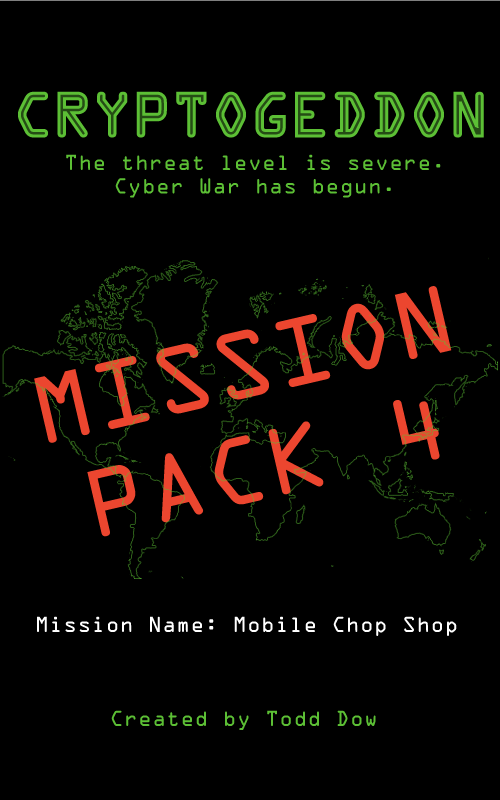 CRYPTOGEDDON
The threat level is severe.
Cyber War has begun.
MISSION
PACK 4
Mission Name: Mobile Chop Shop
Created by Todd Dow